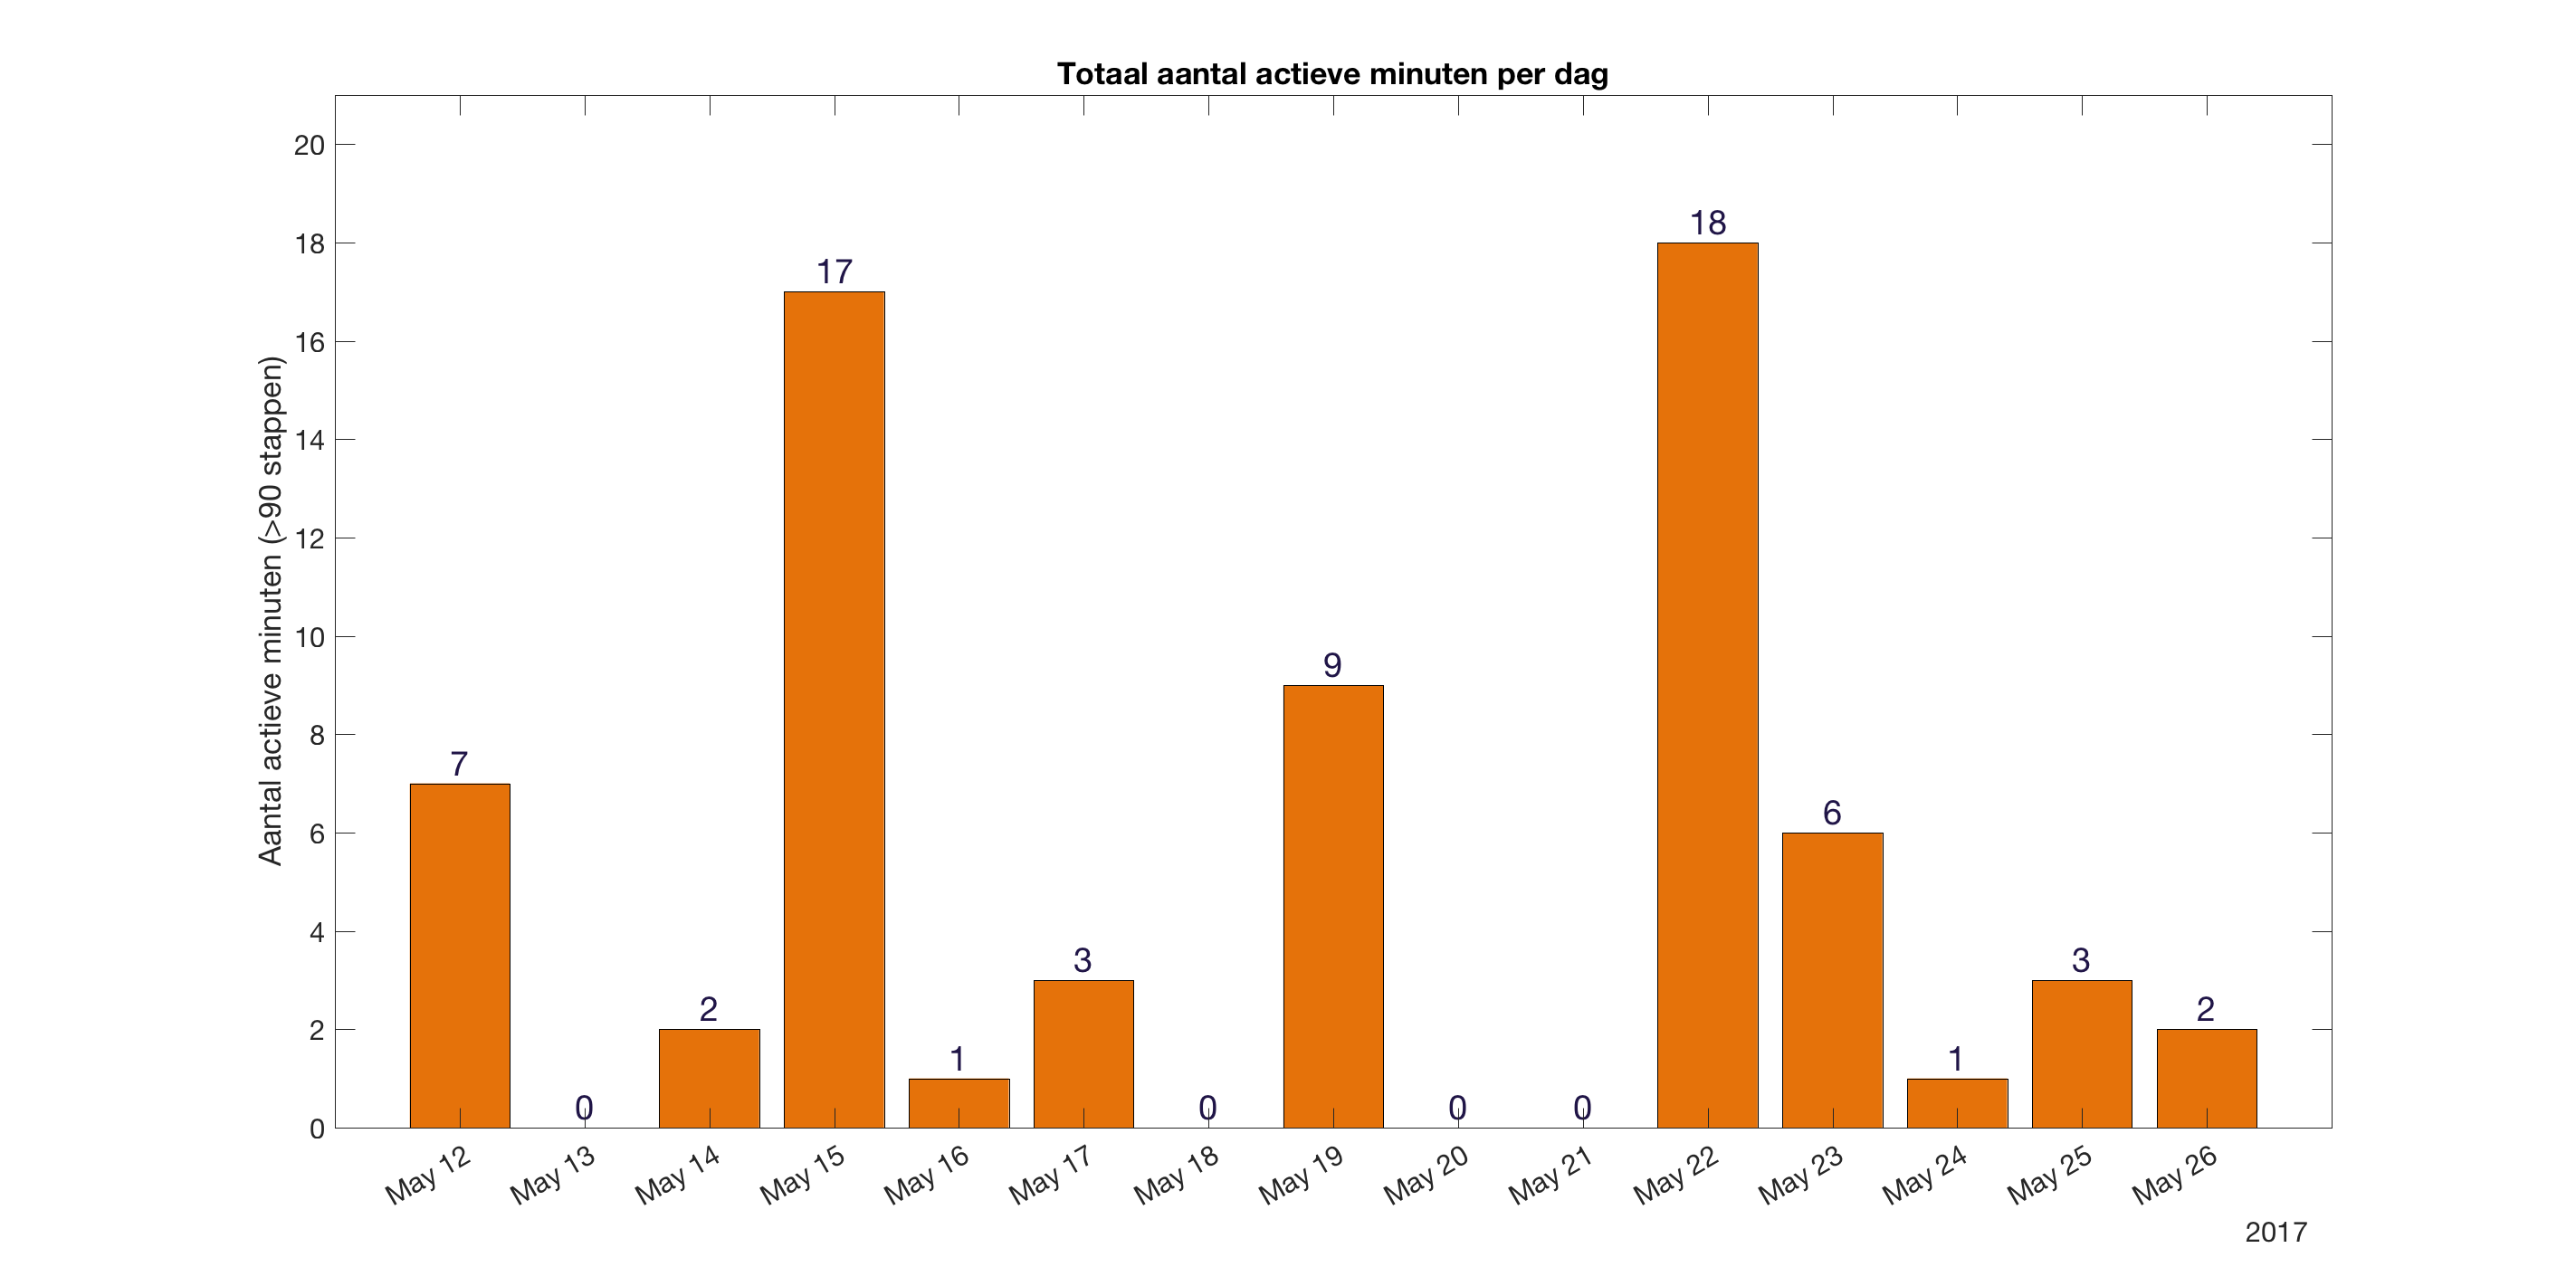 Totaal aantal actieve minuten per dag
Aantal actieve minuten (>90 stappen)
20
18
16
14
12
10
8
6
4
2
0
7
0
2
17
1
3
0
9
0
0
18
6
1
3
2
May 12
May 13
May 14
May 15
May 16
May 17
May 18
May 19
May 20
May 21
May 22
May 23
May 24
May 25
May 26
2017